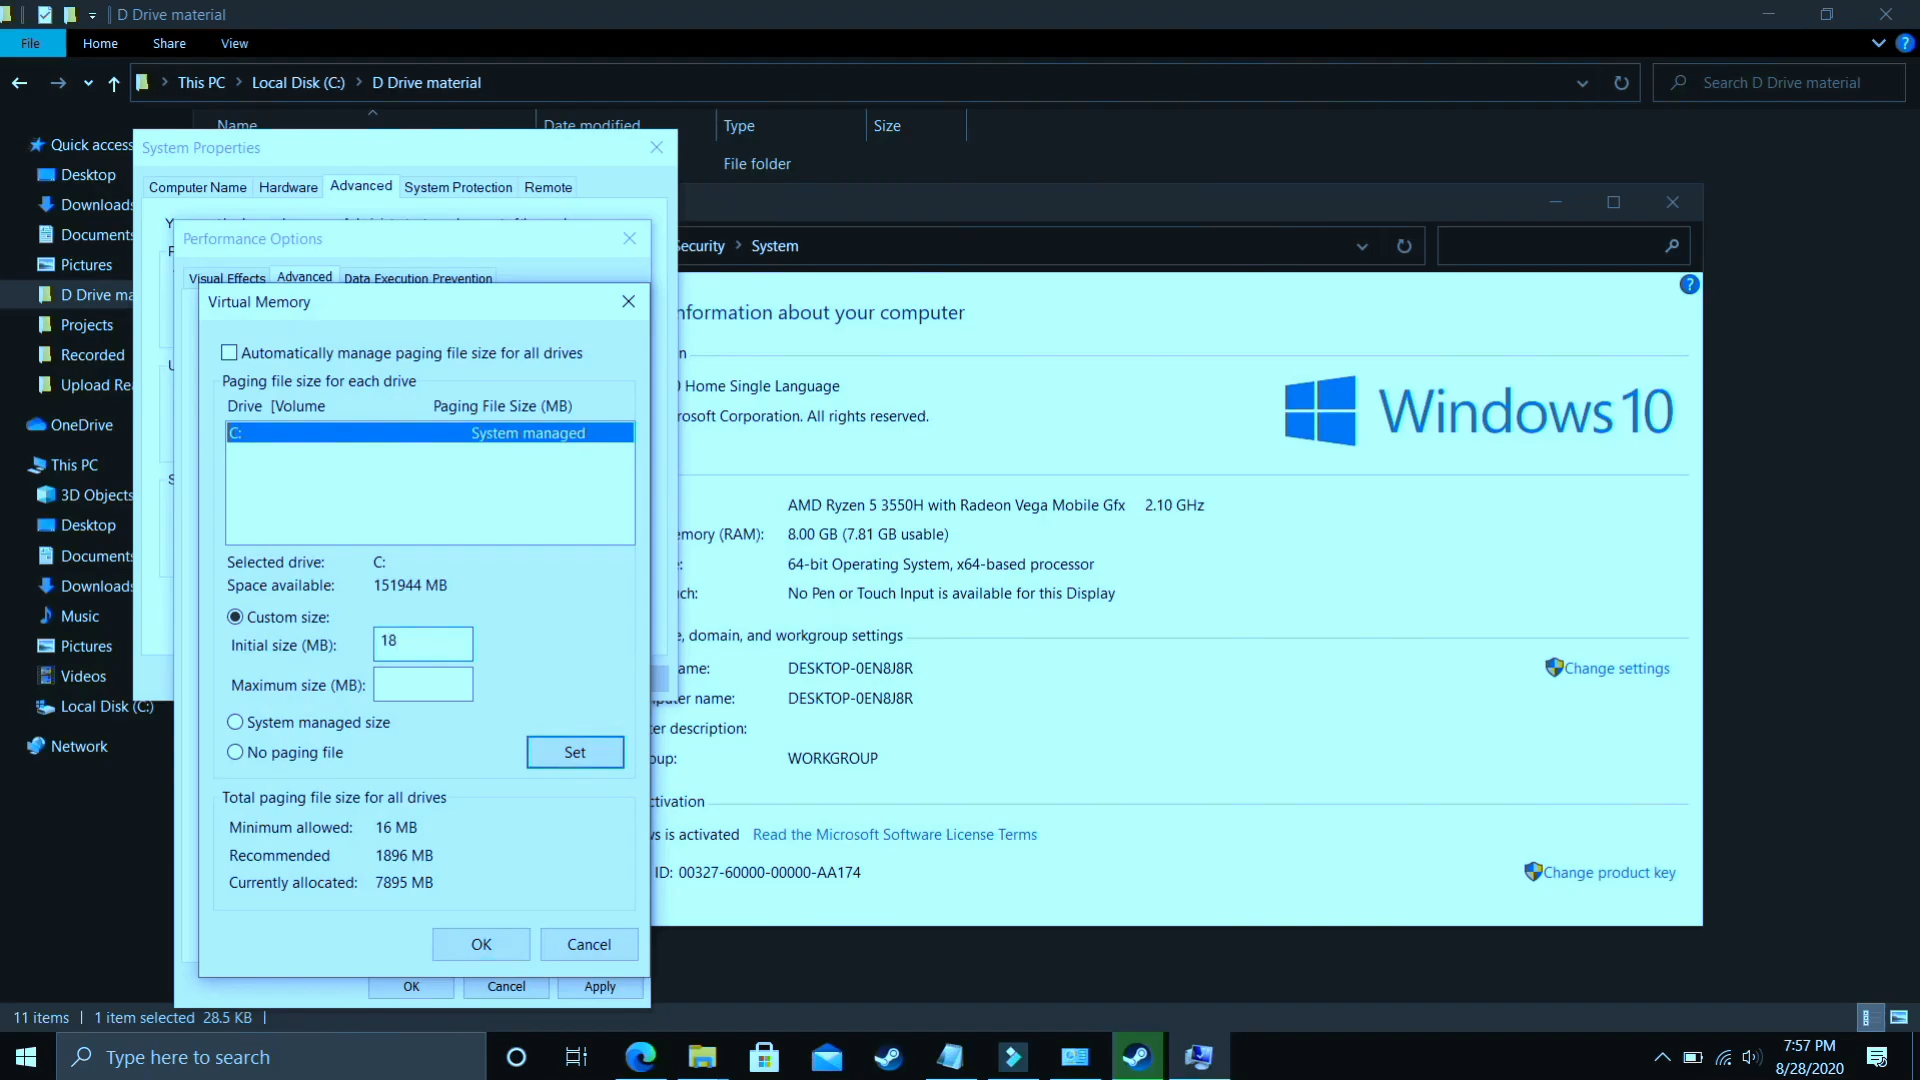 D Drive material
File
Home
Share
View
This PC
Local Disk (C:)
D Drive material
Search D Drive material
Name
Date modified
Type
Size
File folder
Quick access
Desktop
Downloads
Documents
Pictures
D Drive ma
Projects
Recorded
Upload Re
OneDrive
This PC
3D Objects
Desktop
Documents
Downloads
Music
Pictures
Videos
Local Disk (C:)
Network
System Properties
Computer Name
Hardware
Advanced
System Protection
Remote
Performance Options
Visual Effects
Advanced
Data Execution Prevention
Virtual Memory
Automatically manage paging file size for all drives
Paging file size for each drive
Drive [Volume
Paging File Size (MB)
C:
System managed
Selected drive: C:
Space available: 151944 MB
Custom size:
Initial size (MB): 18
Maximum size (MB):
System managed size
No paging file
Set
Total paging file size for all drives
Minimum allowed: 16 MB
Recommended 1896 MB
Currently allocated: 7895 MB
OK
Cancel
OK
Cancel
Apply
Security
System
nformation about your computer
Home Single Language
rosoft Corporation. All rights reserved.
Windows 10
AMD Ryzen 5 3550H with Radeon Vega Mobile Gfx 2.10 GHz
emory (RAM): 8.00 GB (7.81 GB usable)
64-bit Operating System, x64-based processor
No Pen or Touch Input is available for this Display
e, domain, and workgroup settings
ame: DESKTOP-0EN8J8R
Change settings
puter name: DESKTOP-0EN8J8R
ter description:
oup: WORKGROUP
ctivation
ws is activated Read the Microsoft Software License Terms
ID: 00327-60000-00000-AA174
Change product key
11 items
1 item selected 28.5 KB
Type here to search
7:57 PM
8/28/2020